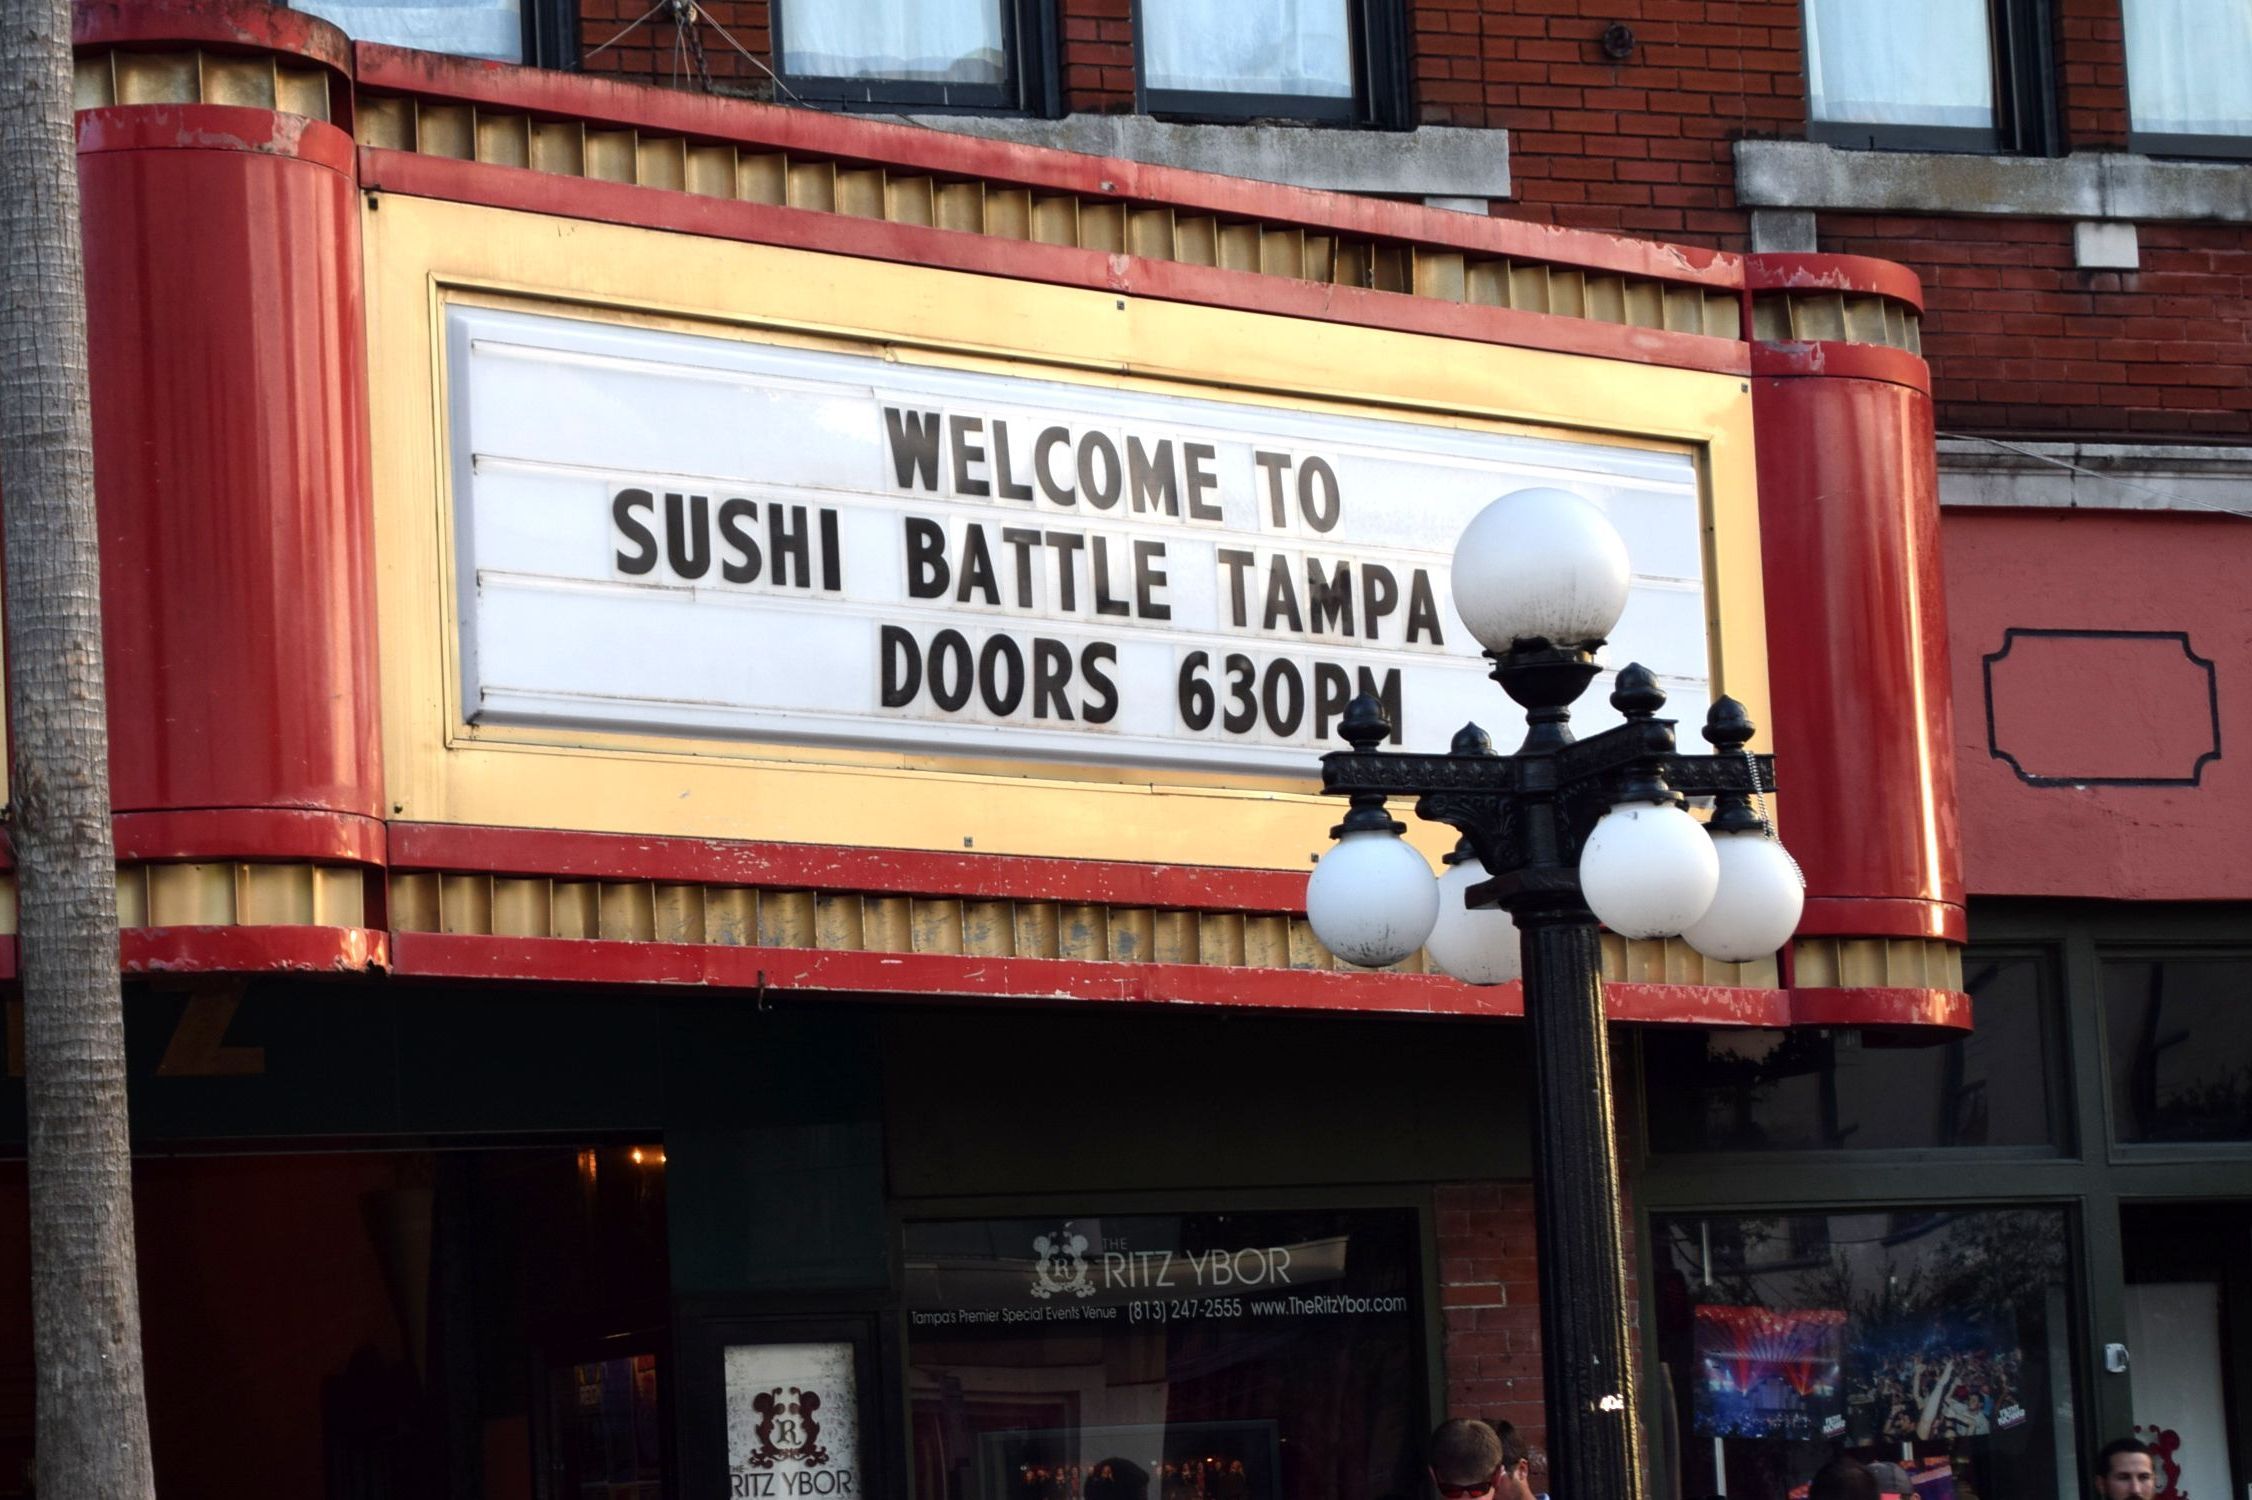 WELCOME TO
SUSHI BATTLE TAMPA
DOORS 630PM
Z
THE
RITZ YBOR
R
Tampa's Premier Special Events Venue (813) 247-2555 www.TheRitzYbor.com
R
THE
RITZ YBOR